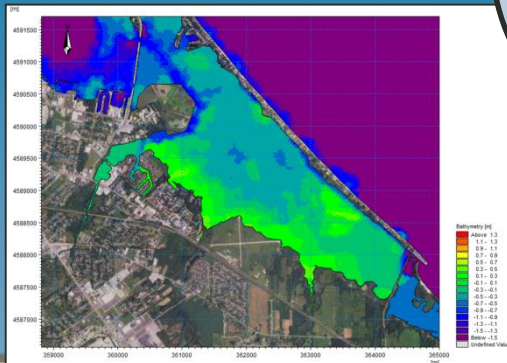 [m]
4591500
4591000
4590500
4590000
4589500
4589000
4588500
4588000
4587500
4587000
359000 360000 361000 362000 363000 364000 365000
[m]
Bathymetry [m]
Above 1.3
1.1 - 1.3
0.9 - 1.1
0.7 - 0.9
0.5 - 0.7
0.3 - 0.5
0.1 - 0.3
-0.1 - 0.1
-0.3 - -0.1
-0.5 - -0.3
-0.7 - -0.5
-0.9 - -0.7
-1.1 - -0.9
-1.3 - -1.1
-1.5 - -1.3
Below -1.5
Undefined Value